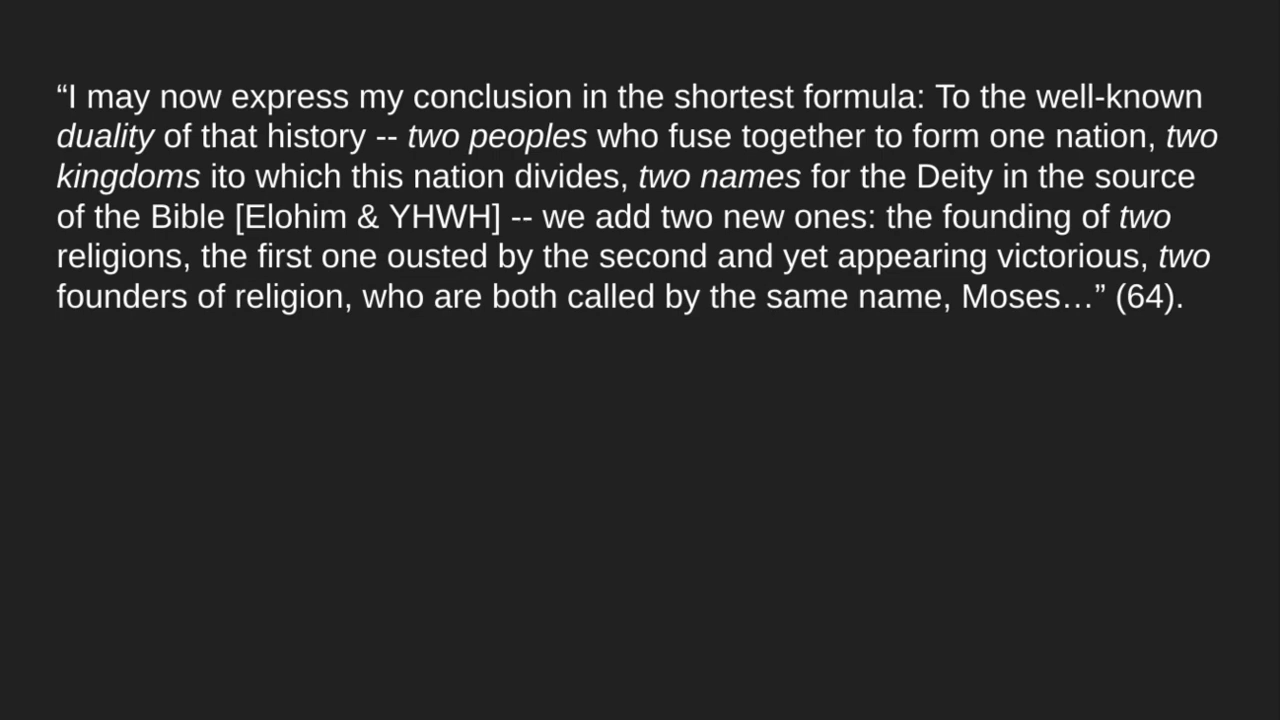 “I may now express my conclusion in the shortest formula: To the well-known
duality of that history -- two peoples who fuse together to form one nation, two
kingdoms ito which this nation divides, two names for the Deity in the source
of the Bible [Elohim & YHWH] -- we add two new ones: the founding of two
religions, the first one ousted by the second and yet appearing victorious, two
founders of religion, who are both called by the same name, Moses…” (64).